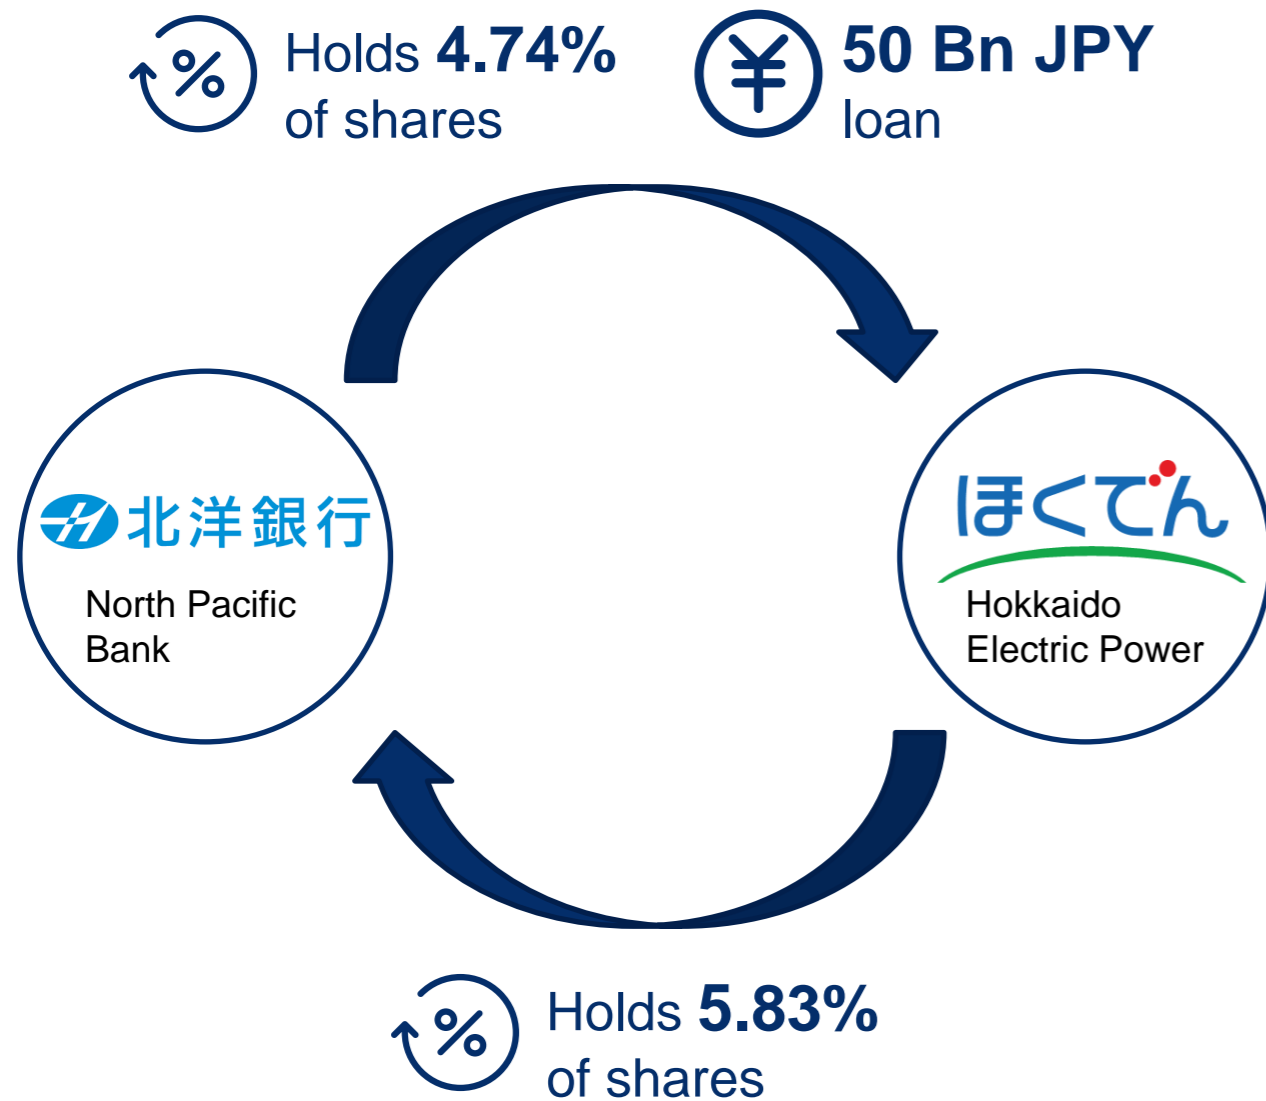 Holds 4.74%
of shares
50 Bn JPY
loan
北洋銀行
North Pacific
Bank
ほくでん
Hokkaido
Electric Power
Holds 5.83%
of shares